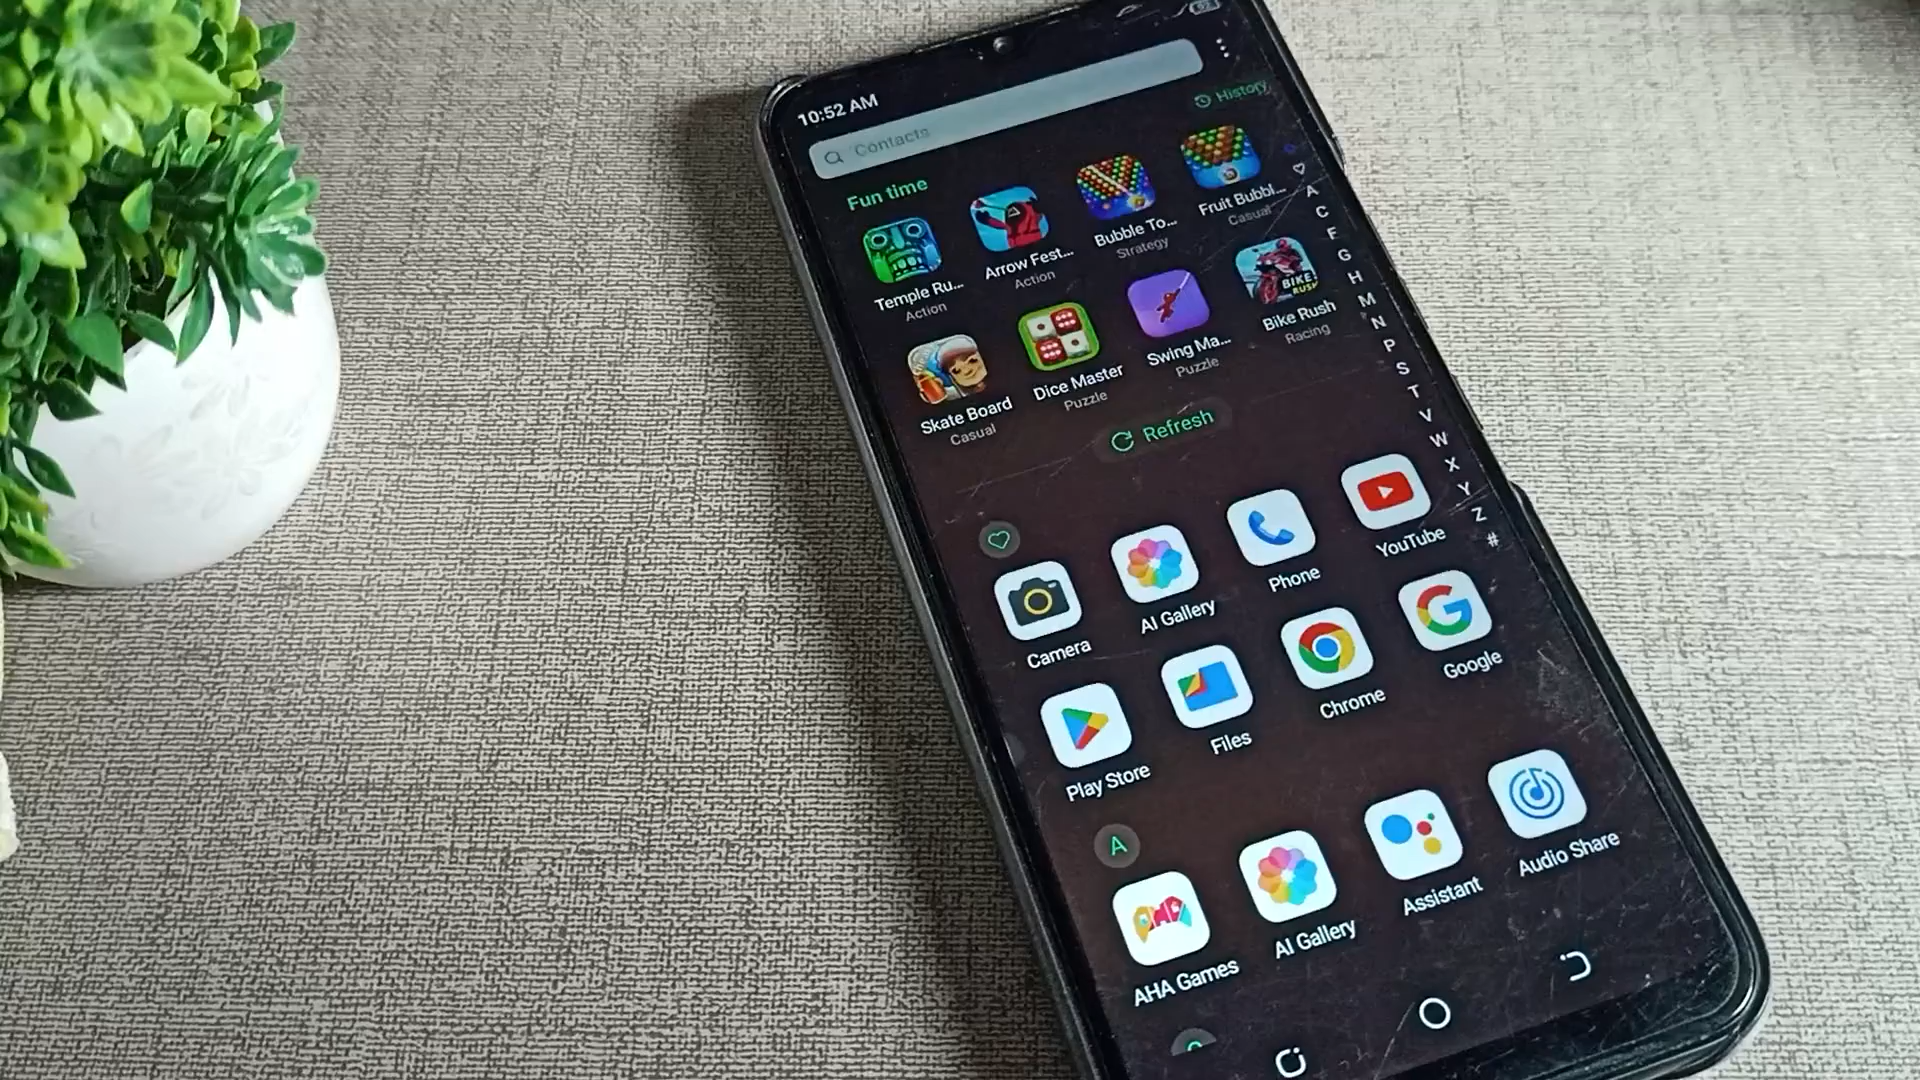 10:52 AM
Contacts
History
Fun time
Temple Ru...
Action
Arrow Fest...
Action
Bubble To...
Strategy
Fruit Bubbl...
Casual
Skate Board
Casual
Dice Master
Puzzle
Swing Ma...
Puzzle
BIKE
RUSH
Bike Rush
Racing
Refresh
A
C
F
G
H
M
N
P
S
T
V
W
X
Y
Z
#
Camera
AI Gallery
Phone
YouTube
Play Store
Files
Chrome
Google
A
AHA Games
AI Gallery
Assistant
Audio Share